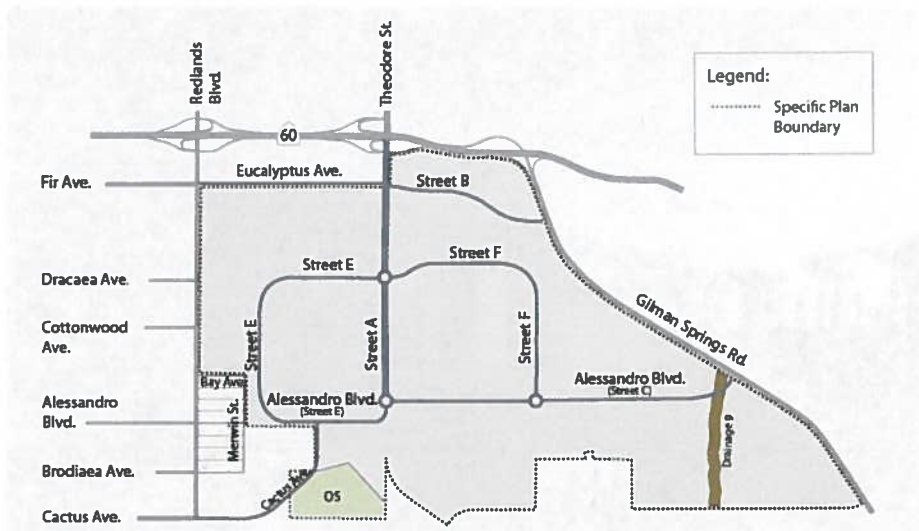 Redlands
Blvd.
Theodore St.
Legend:
Specific Plan
Boundary
60
Eucalyptus Ave.
Fir Ave.
Street B
Street E
Street F
Dracaea Ave.
Gilman Springs Rd.
Cottonwood
Ave.
Street E
Street A
Street F
Bay Ave.
Alessandro Blvd.
(Street C)
Alessandro Blvd.
(Street E)
Alessandro
Blvd.
Merwin St.
Drainage 9
Brodiaea Ave.
Cactus Ave.
OS
Cactus Ave.